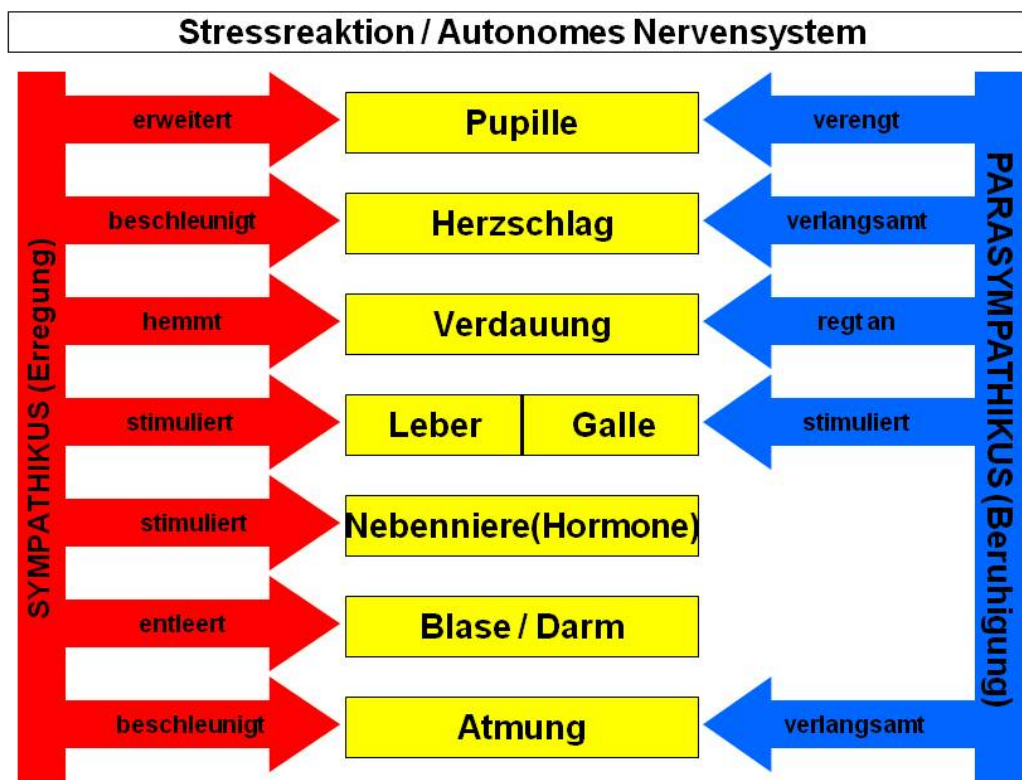 Stressreaktion / Autonomes Nervensystem
SYMPATHIKUS (Erregung)
PARASYMPATHIKUS (Beruhigung)
erweitert Pupille verengt
beschleunigt Herzschlag verlangsamt
hemmt Verdauung regt an
stimuliert Leber Galle stimuliert
stimuliert Nebenniere(Hormone)
entleert Blase / Darm
beschleunigt Atmung verlangsamt